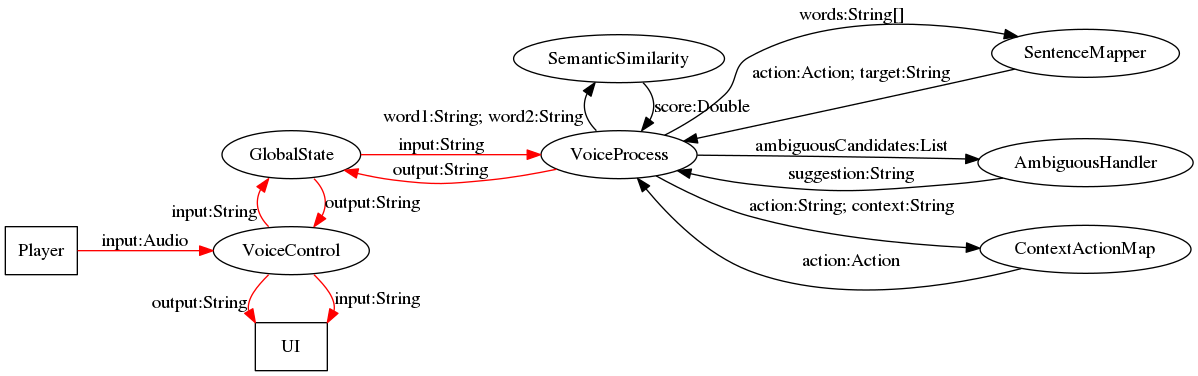 words:String[]
SemanticSimilarity
SentenceMapper
action:Action; target:String
score:Double
word1:String; word2:String
GlobalState
input:String
VoiceProcess
ambiguousCandidates:List
AmbiguousHandler
output:String
suggestion:String
input:String
output:String
action:String; context:String
Player
input:Audio
VoiceControl
ContextActionMap
action:Action
output:String
input:String
UI